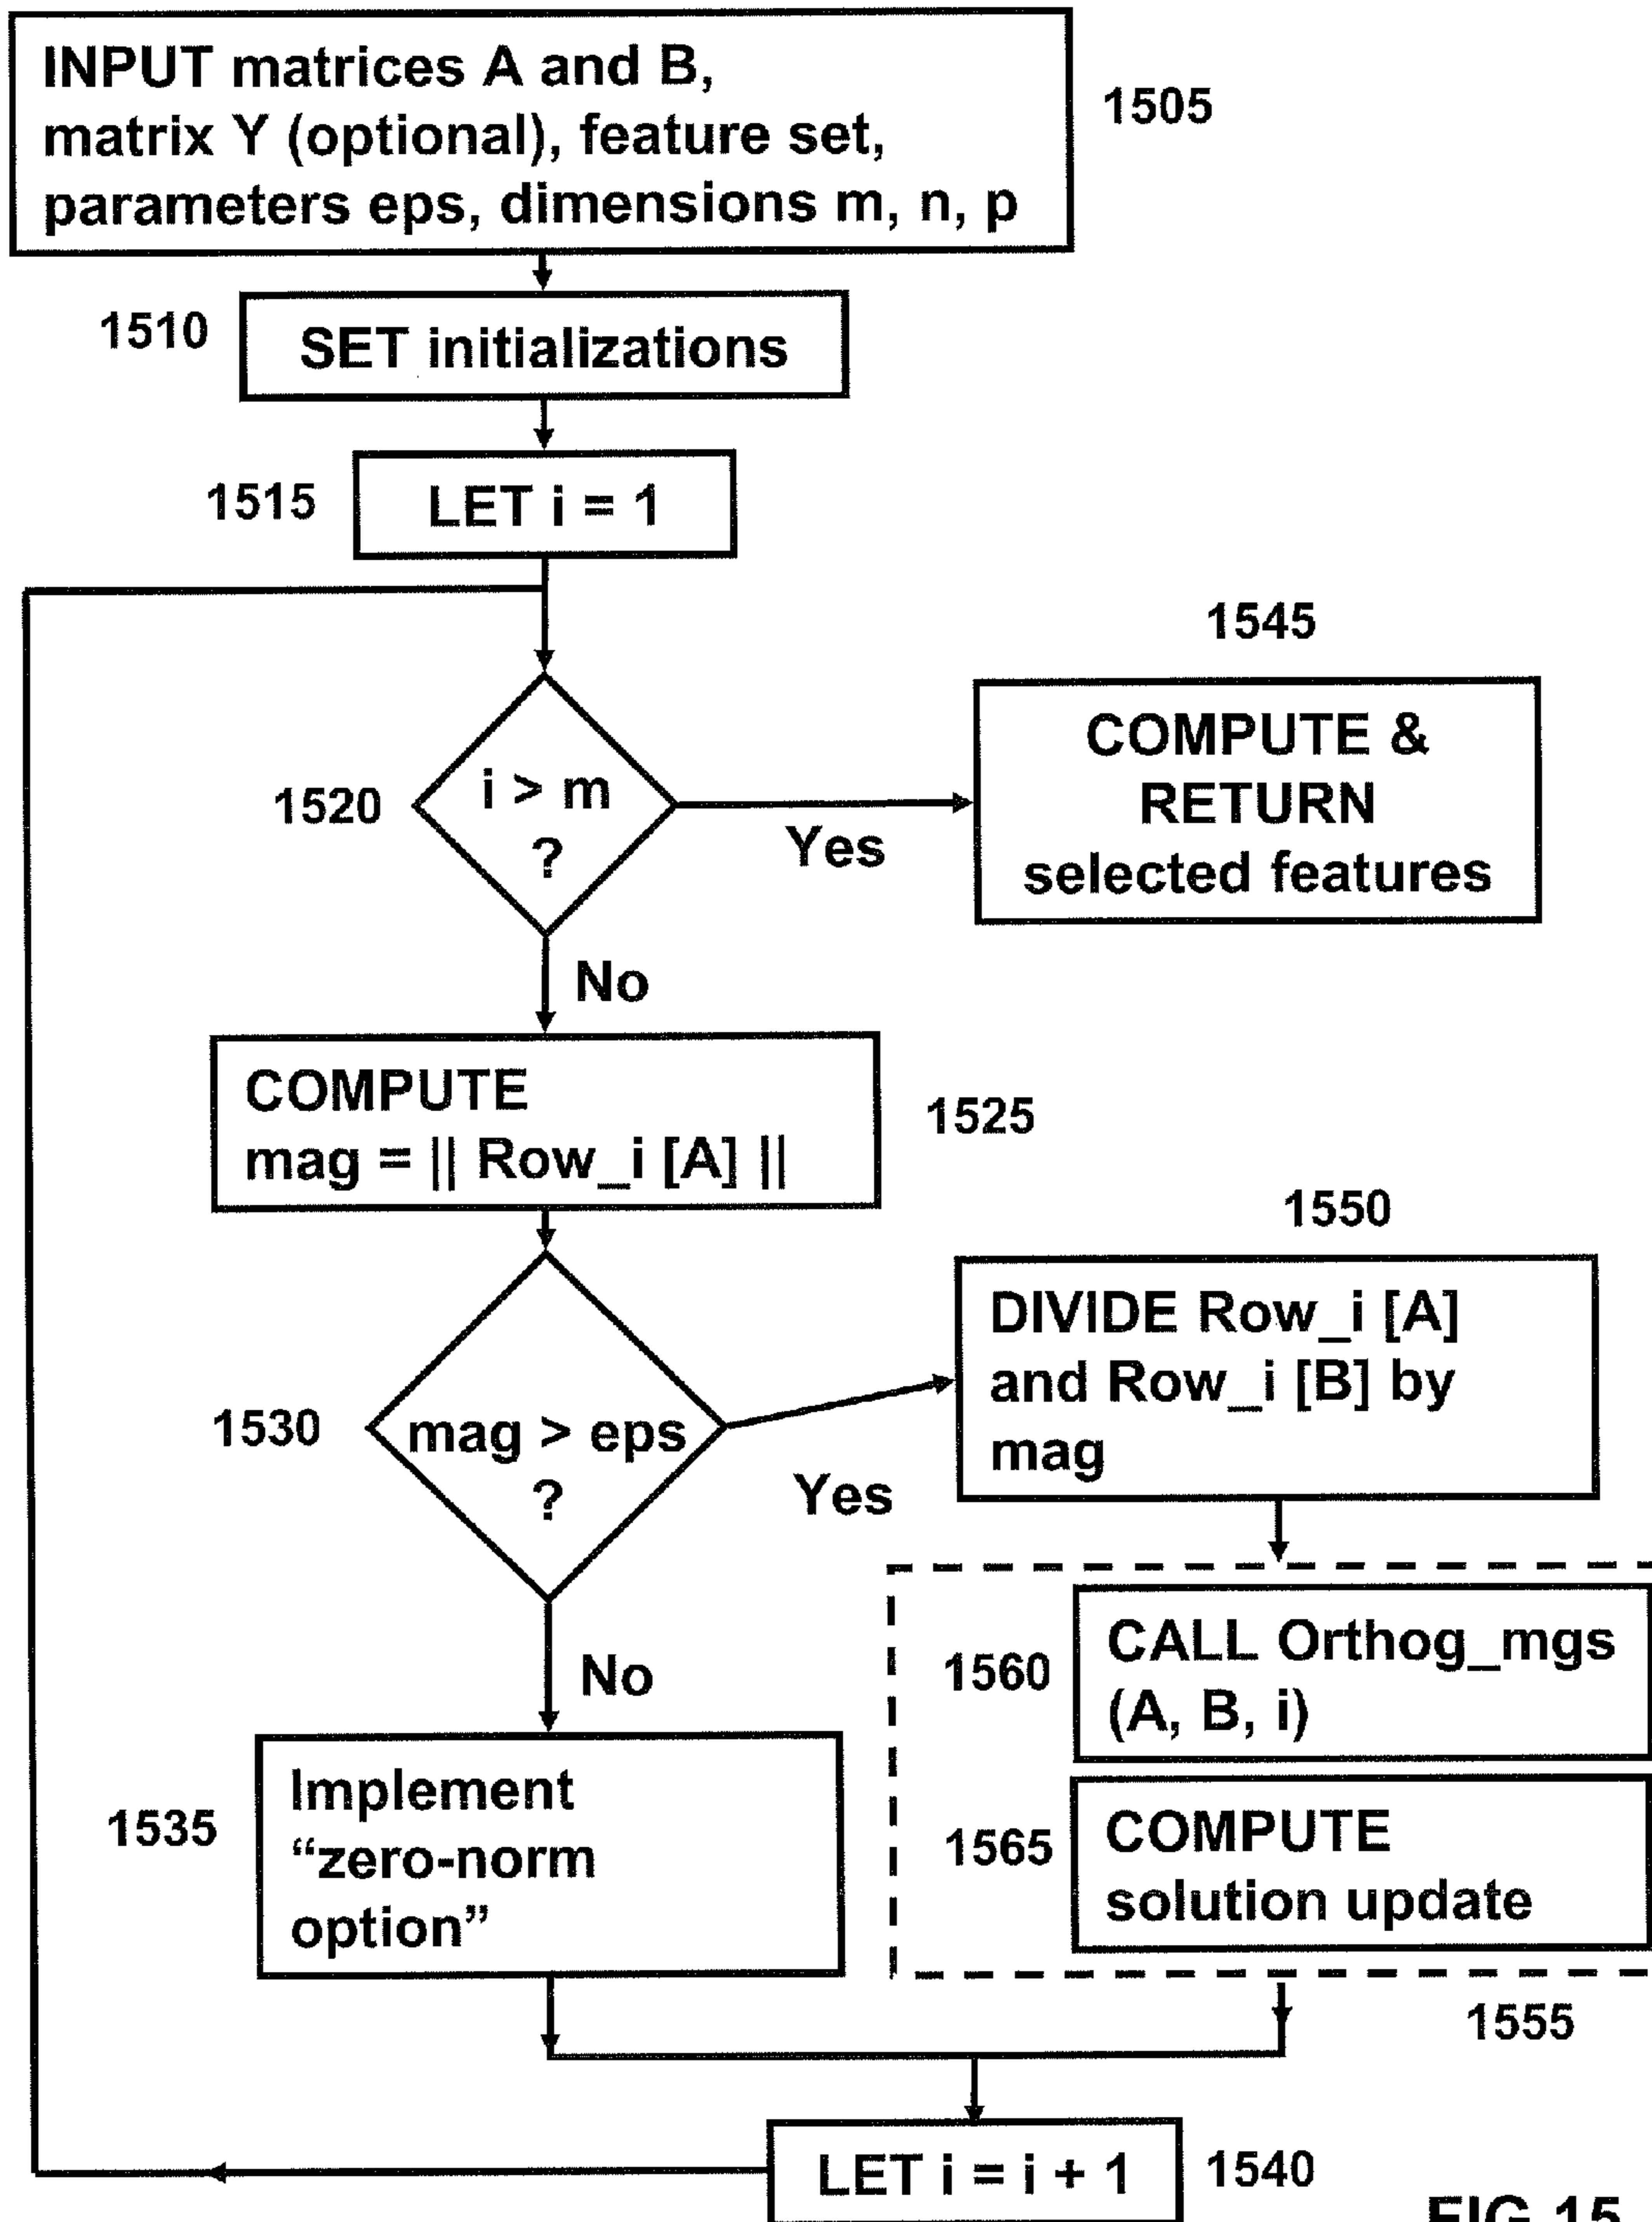 INPUT matrices A and B,
matrix Y (optional), feature set,
parameters eps, dimensions m, n, p
1505
1510
SET initializations
1515
LET i = 1
1545
COMPUTE &
RETURN
selected features
1520
i > m
?
Yes
No
COMPUTE
mag = || Row_i [A] ||
1525
1550
DIVIDE Row_i [A]
and Row_i [B] by
mag
1530
mag > eps
?
Yes
No
1560
CALL Orthog_mgs
(A, B, i)
1535
Implement
“zero-norm
option”
1565
COMPUTE
solution update
1555
LET i = i + 1
1540
FIG 15